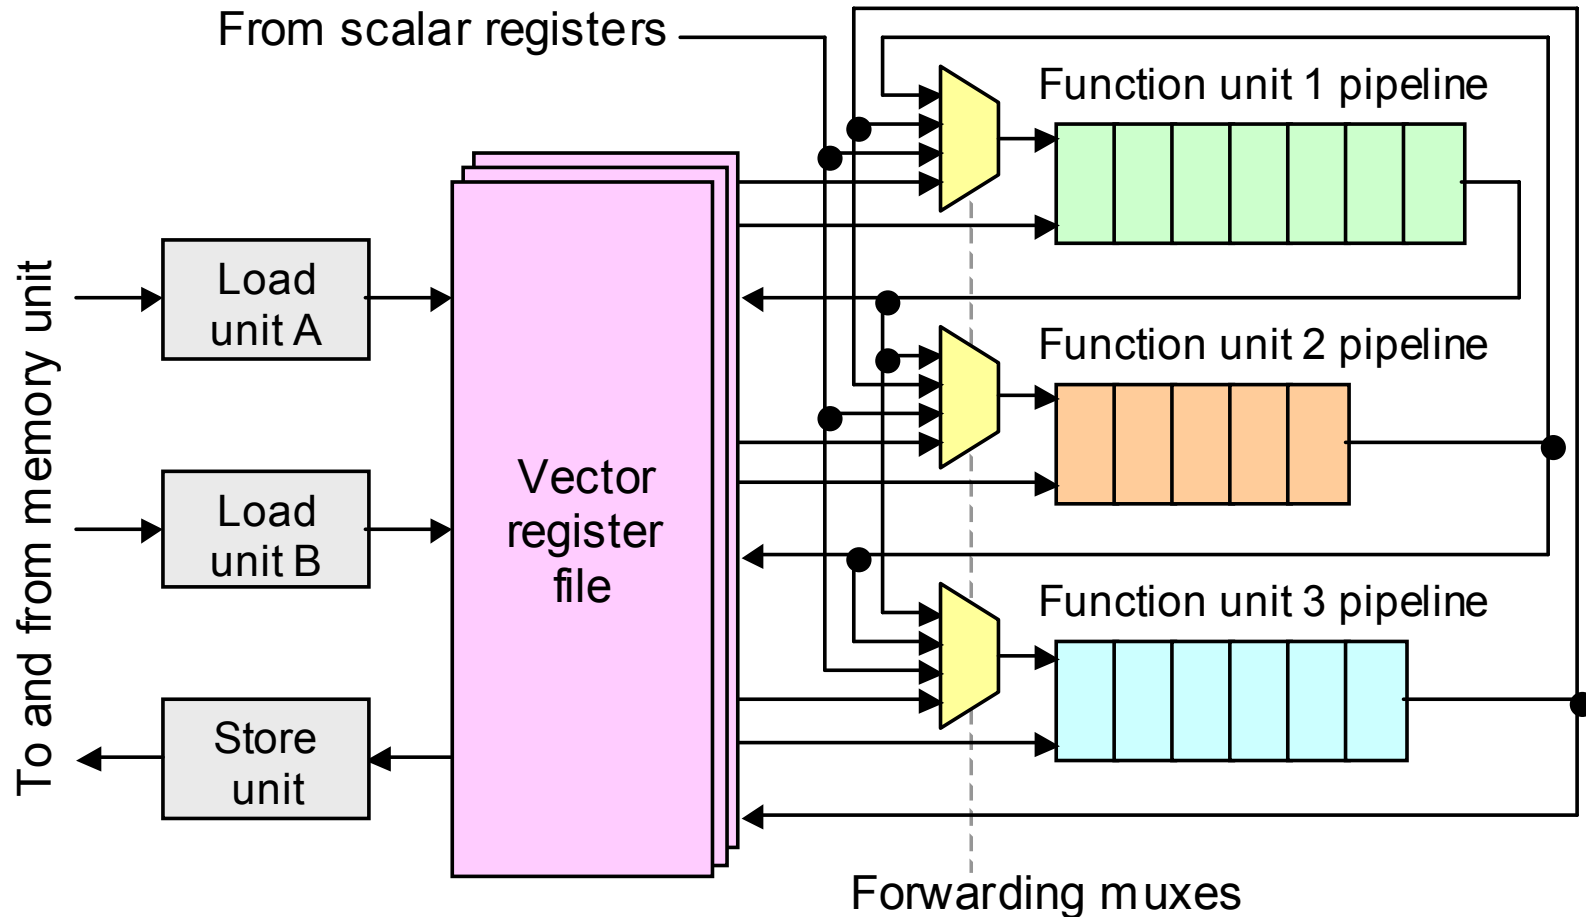 From scalar registers
Function unit 1 pipeline
To and from memory unit
Load
unit A
Function unit 2 pipeline
Load
unit B
Vector
register
file
Function unit 3 pipeline
Store
unit
Forwarding muxes